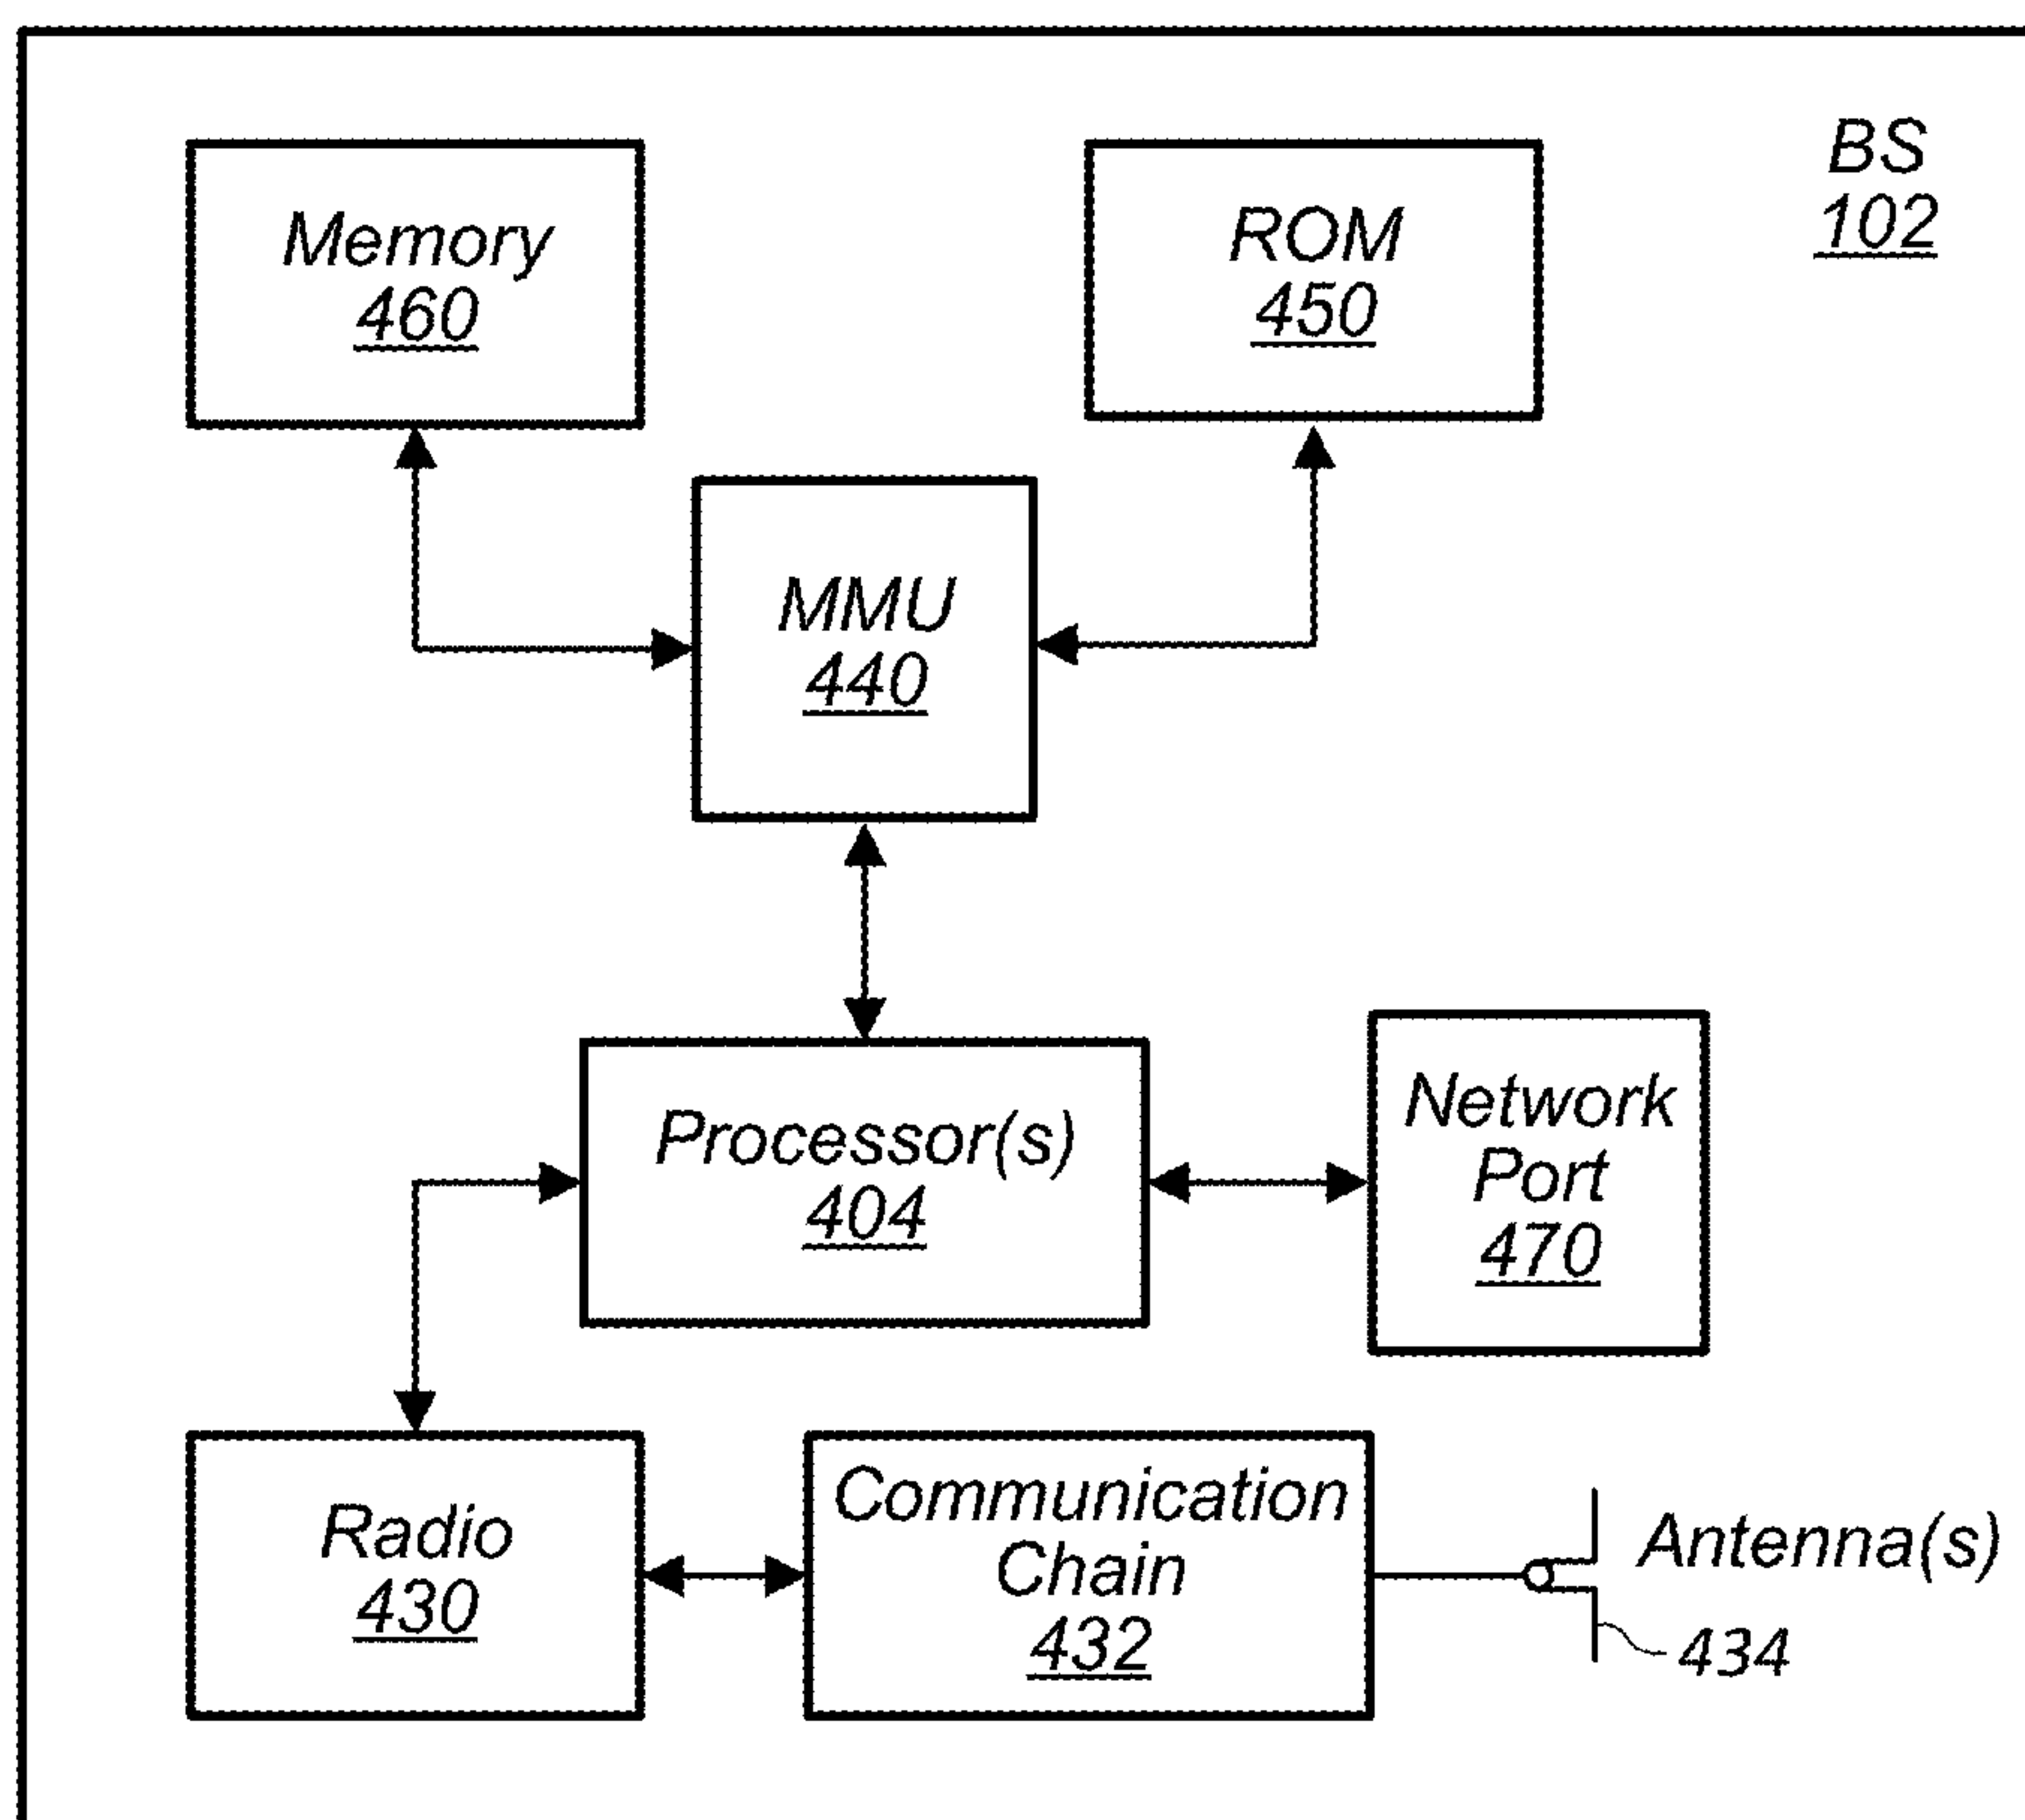 BS
102
Memory
460
ROM
450
MMU
440
Processor(s)
404
Network
Port
470
Radio
430
Communication
Chain
432
Antenna(s)
434